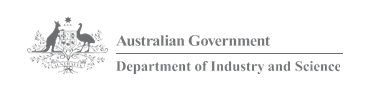 Australian Government
Department of Industry and Science